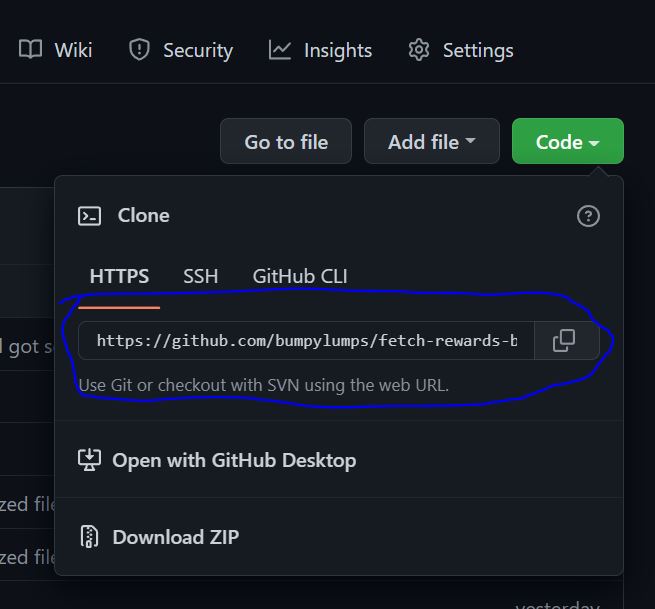 Wiki Security Insights Settings
Go to file Add file Code
Clone
HTTPS SSH GitHub CLI
https://github.com/bumpylumps/fetch-rewards-b
Use Git or checkout with SVN using the web URL.
Open with GitHub Desktop
Download ZIP
I got s
zed file
zed file
yesterday